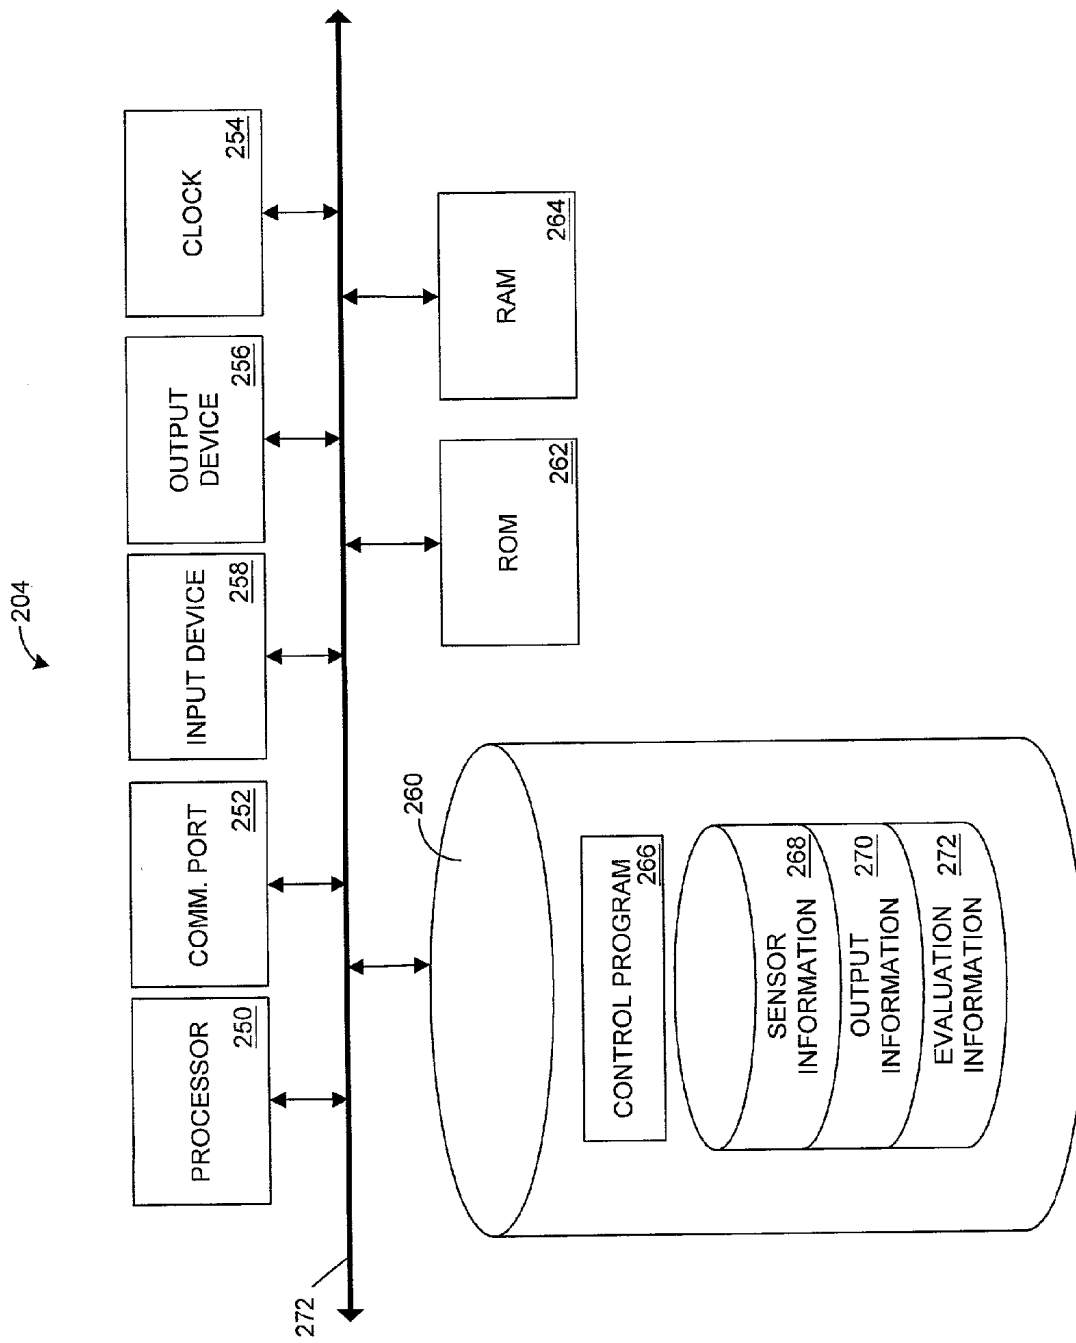 204
PROCESSOR
250
COMM. PORT
252
INPUT DEVICE
258
OUTPUT
DEVICE
256
CLOCK
254
272
260
ROM
262
RAM
264
CONTROL PROGRAM
266
SENSOR
INFORMATION
268
OUTPUT
INFORMATION
270
EVALUATION
INFORMATION
272